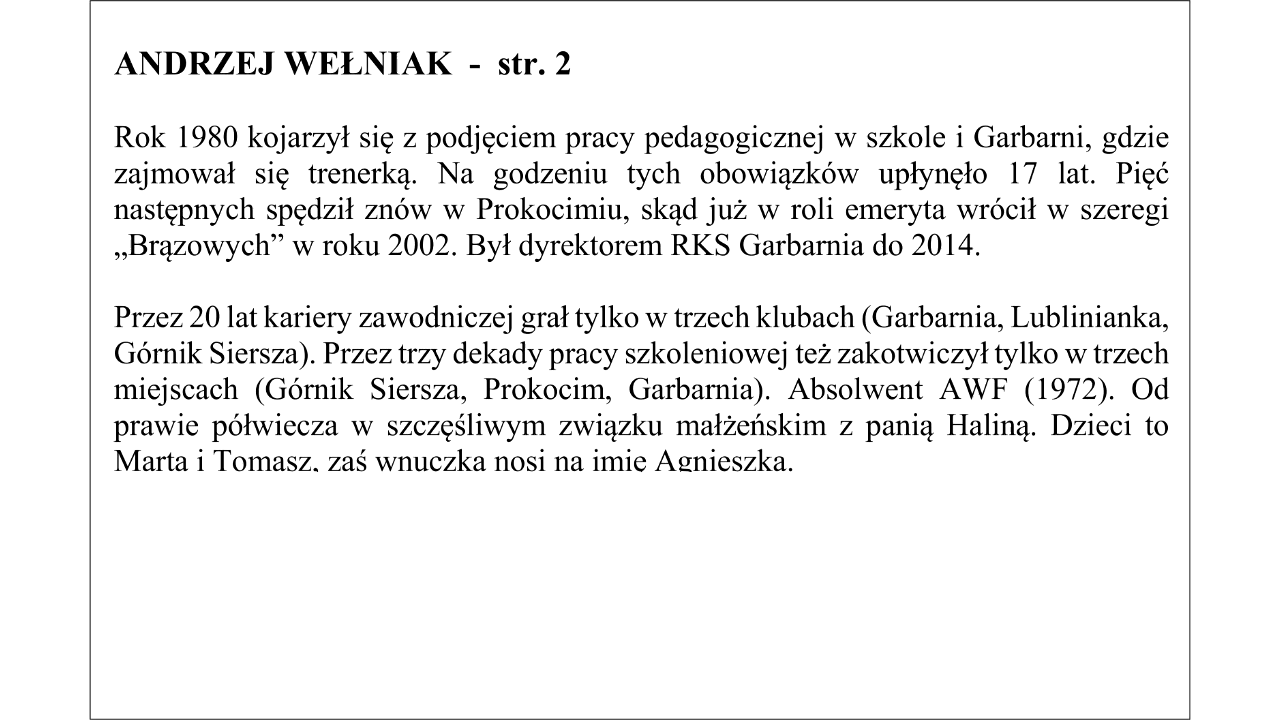 ANDRZEJ WEŁNIAK - str. 2
Rok 1980 kojarzył się z podjęciem pracy pedagogicznej w szkole i Garbarni, gdzie
zajmował się trenerką. Na godzeniu tych obowiązków upłynęło 17 lat. Pięć
następnych spędził znów w Prokocimiu, skąd już w roli emeryta wrócił w szeregi
„Brązowych” w roku 2002. Był dyrektorem RKS Garbarnia do 2014.
Przez 20 lat kariery zawodniczej grał tylko w trzech klubach (Garbarnia, Lublinianka,
Górnik Siersza). Przez trzy dekady pracy szkoleniowej też zakotwiczył tylko w trzech
miejscach (Górnik Siersza, Prokocim, Garbarnia). Absolwent AWF (1972). Od
prawie półwiecza w szczęśliwym związku małżeńskim z panią Haliną. Dzieci to
Marta i Tomasz, zaś wnuczka nosi na imię Agnieszka.